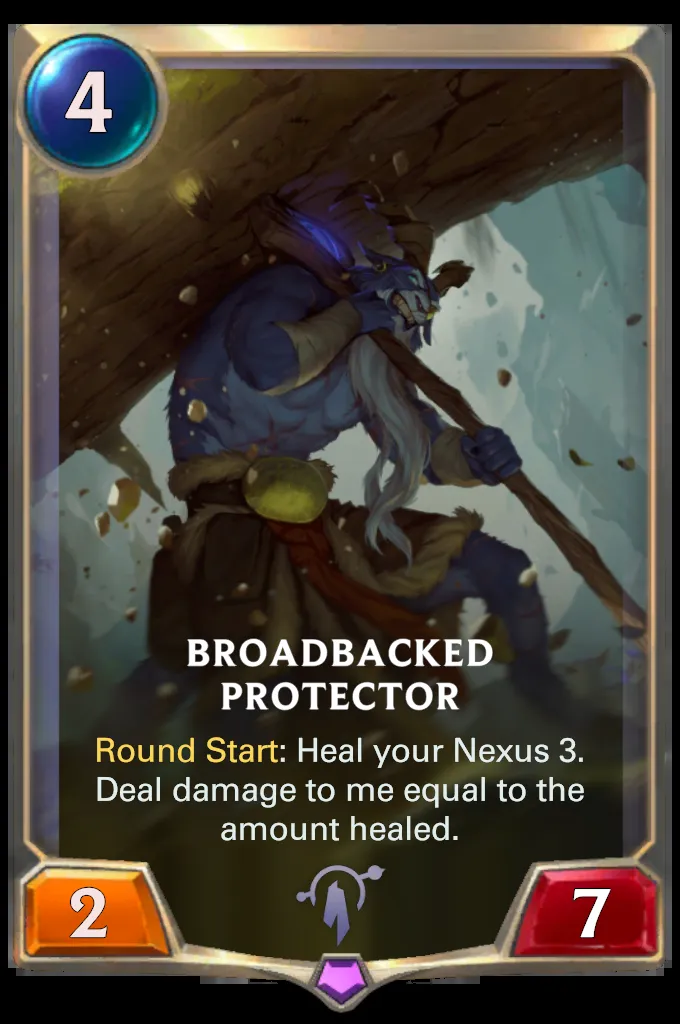 4
BROADBACKED
PROTECTOR
Round Start: Heal your Nexus 3.
Deal damage to me equal to the
amount healed.
2
7